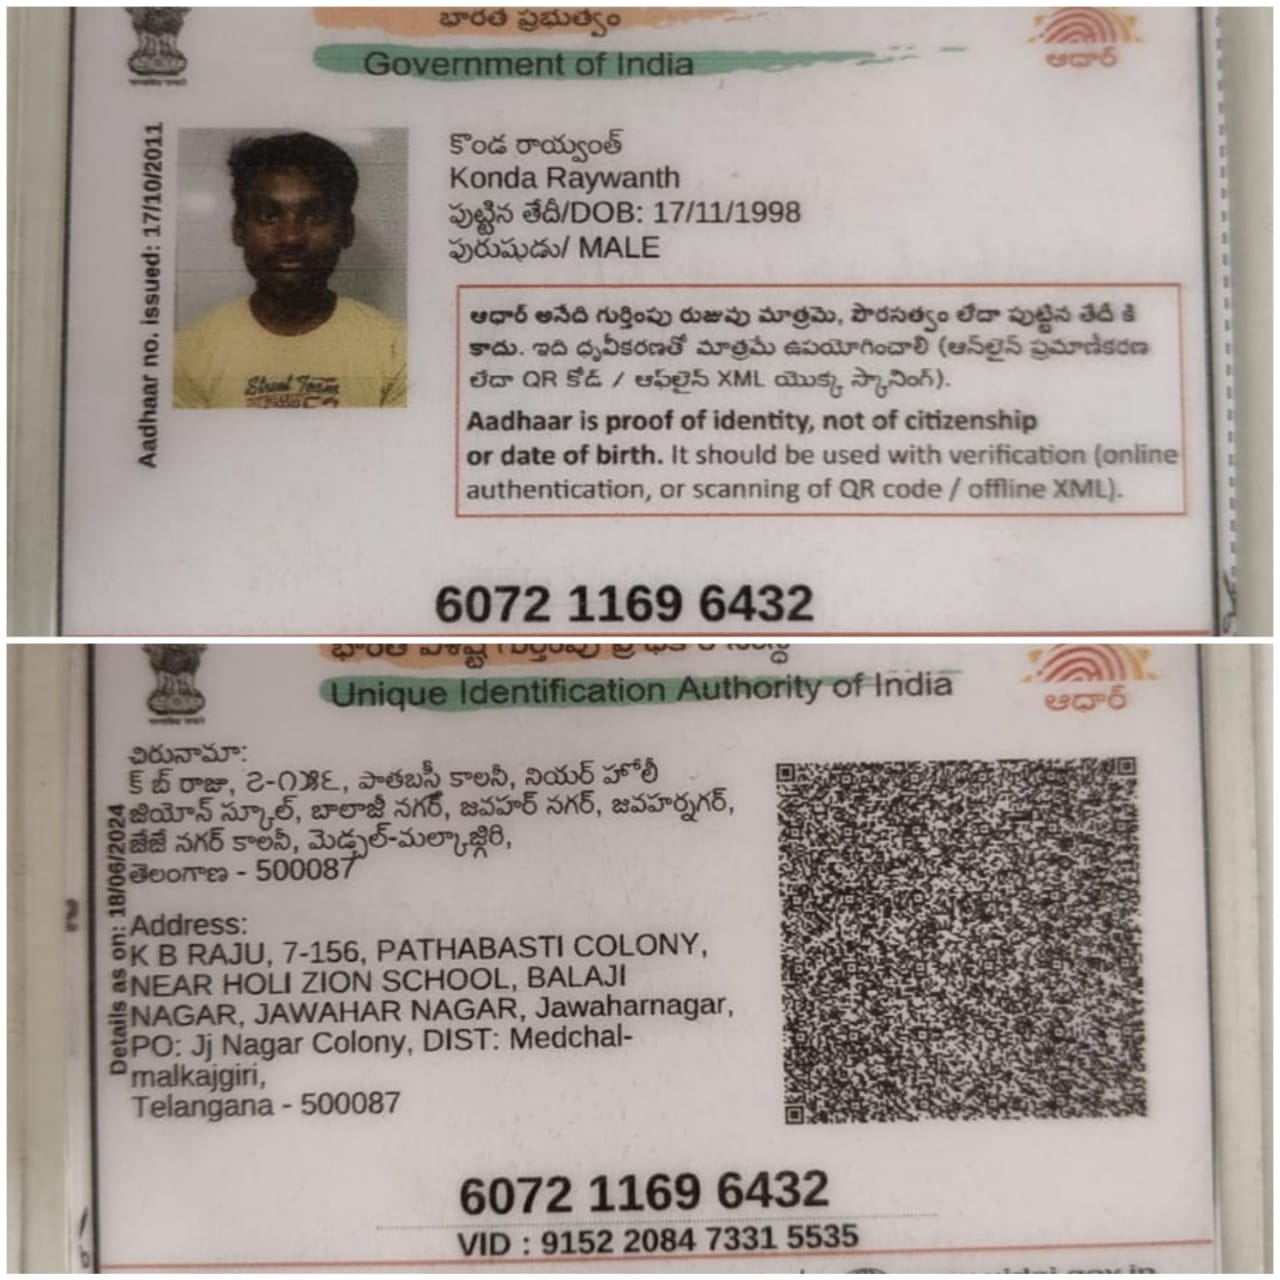 భారత ప్రభుత్వం
Government of India
ఆధార్
Aadhaar no. issued: 17/10/2011
కొండ రాయ్వంత్
Konda Raywanth
పుట్టిన తేదీ/DOB: 17/11/1998
పురుషుడు/ MALE
Street Team
ఆధార్ అనేది గుర్తింపు రుజువు మాత్రమె, పౌరసత్వం లేదా పుట్టిన తేదీ కి
కాదు. ఇది ధృవీకరణతో మాత్రమే ఉపయోగించాలి (ఆన్‌లైన్ ప్రమాణీకరణ
లేదా QR కోడ్ / ఆఫ్‌లైన్ XML యొక్క స్కానింగ్).
Aadhaar is proof of identity, not of citizenship
or date of birth. It should be used with verification (online
authentication, or scanning of QR code / offline XML).
6072 1169 6432
భారత విశిష్ట గుర్తింపు
Unique Identification Authority of India
ఆధార్
Details as on: 18/06/2024
చిరునామా:
క్ బ్ రాజు, పాతబస్తీ కాలనీ, నియర్ హోలీ
జియోన్ స్కూల్, బాలాజీ నగర్, జవహర్ నగర్, జవహర్నగర్,
జేజే నగర్ కాలనీ, మెడ్చల్-మల్కాజ్గిరి,
తెలంగాణ - 500087
Address:
K B RAJU, 7-156, PATHABASTI COLONY,
NEAR HOLI ZION SCHOOL, BALAJI
NAGAR, JAWAHAR NAGAR, Jawaharnagar,
PO: Jj Nagar Colony, DIST: Medchal-
malkajgiri,
Telangana - 500087
6072 1169 6432
VID : 9152 2084 7331 5535